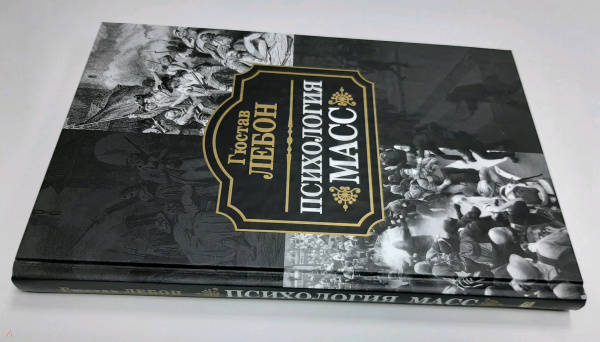 Гюстав
ЛЕБОН
ПСИХОЛОГИЯ
МАСС
Гюстав ЛЕБОН ПСИХОЛОГИЯ МАСС